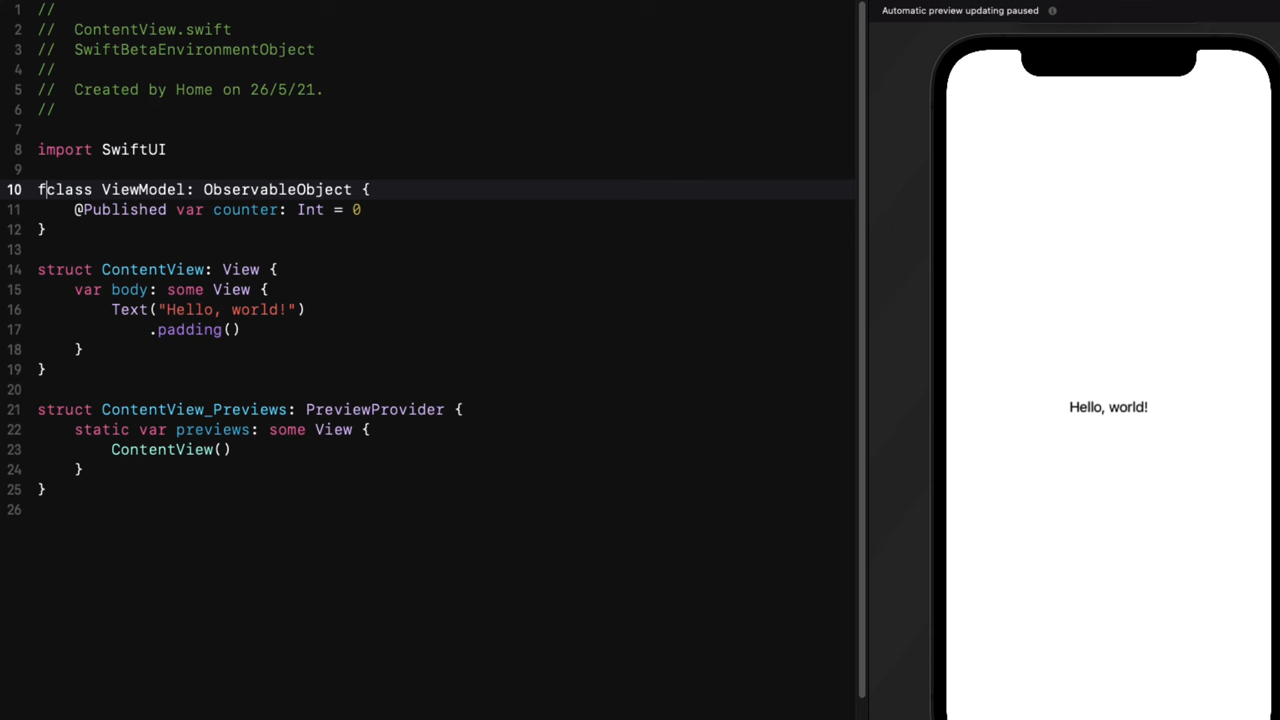 1 //
2 //  ContentView.swift
3 //  SwiftBetaEnvironmentObject
4 //
5 //  Created by Home on 26/5/21.
6 //
7
8 import SwiftUI
9
10 fclass ViewModel: ObservableObject {
11     @Published var counter: Int = 0
12 }
13
14 struct ContentView: View {
15     var body: some View {
16         Text("Hello, world!")
17             .padding()
18     }
19 }
20
21 struct ContentView_Previews: PreviewProvider {
22     static var previews: some View {
23         ContentView()
24     }
25 }
26
Automatic preview updating paused
Hello, world!